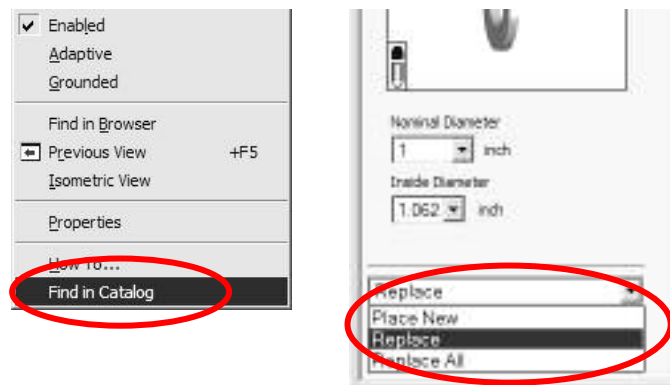 Enabled
Adaptive
Grounded
Find in Browser
Previous View +F5
Isometric View
Properties
How To...
Find in Catalog
Nominal Diameter
1 inch
Inside Diameter
1.062 inch
Replace
Place New
Replace
Replace All